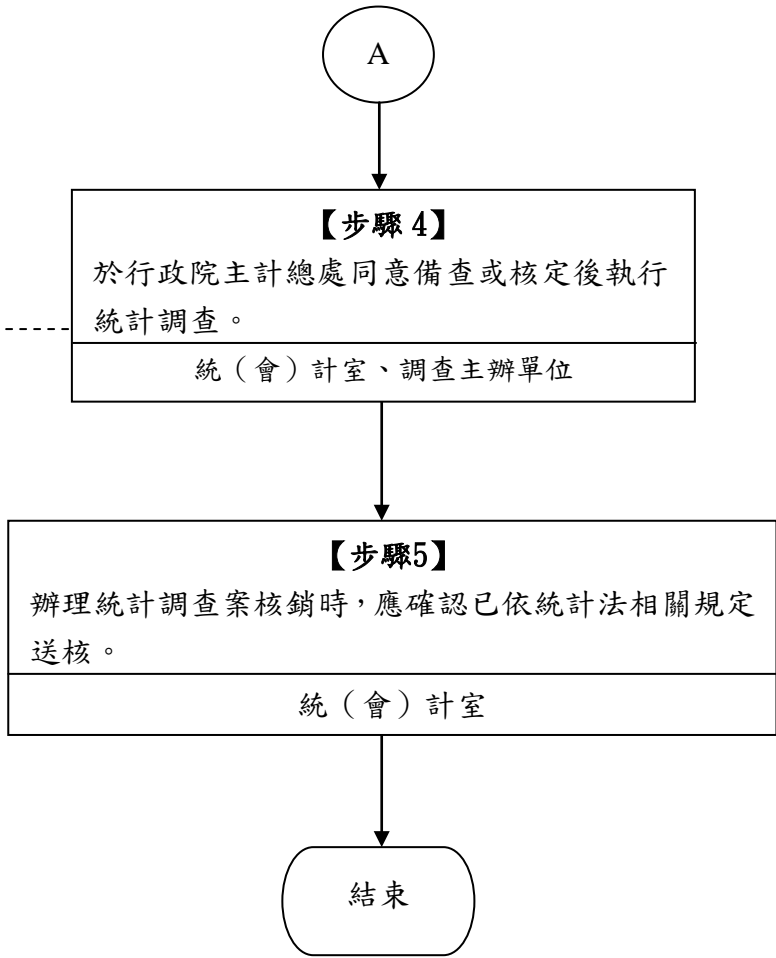 A
【步驟 4】
於行政院主計總處同意備查或核定後執行
統計調查。
統（會）計室、調查主辦單位
【步驟5】
辦理統計調查案核銷時，應確認已依統計法相關規定
送核。
統（會）計室
結束